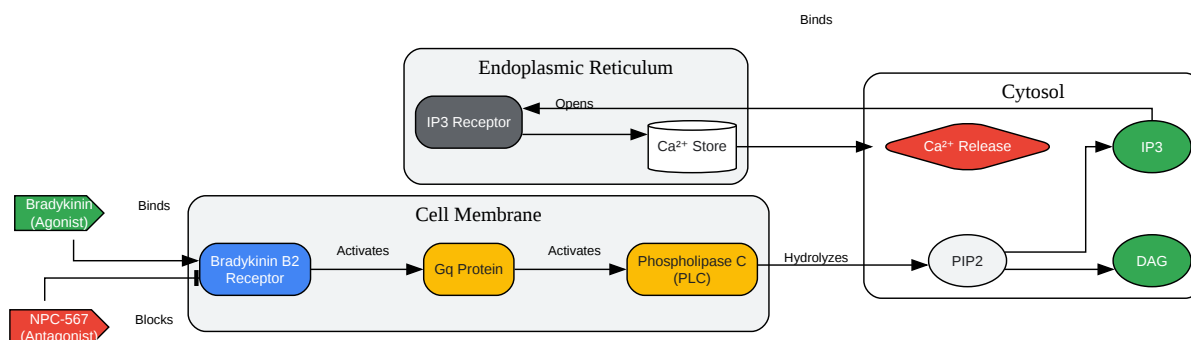 Binds
Endoplasmic Reticulum
Cytosol
Opens
IP3 Receptor
Ca²⁺ Store
Ca²⁺ Release
IP3
Bradykinin
(Agonist)
Binds
Cell Membrane
Bradykinin B2
Receptor
Activates
Gq Protein
Activates
Phospholipase C
(PLC)
Hydrolyzes
PIP2
DAG
NPC-567
(Antagonist)
Blocks